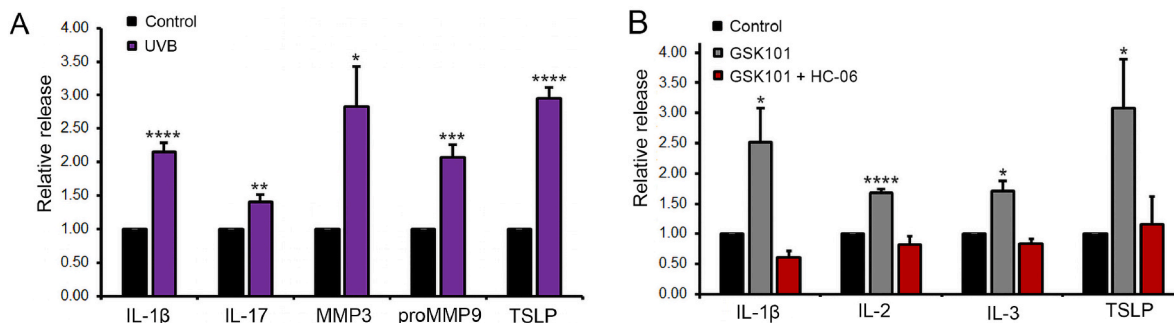 A
Control
UVB
Relative release
4.00
3.50
3.00
2.50
2.00
1.50
1.00
0.50
0.00
****
**
*
***
****
IL-1β
IL-17
MMP3
proMMP9
TSLP
B
Control
GSK101
GSK101 + HC-06
Relative release
4.00
3.50
3.00
2.50
2.00
1.50
1.00
0.50
0.00
*
****
*
*
IL-1β
IL-2
IL-3
TSLP